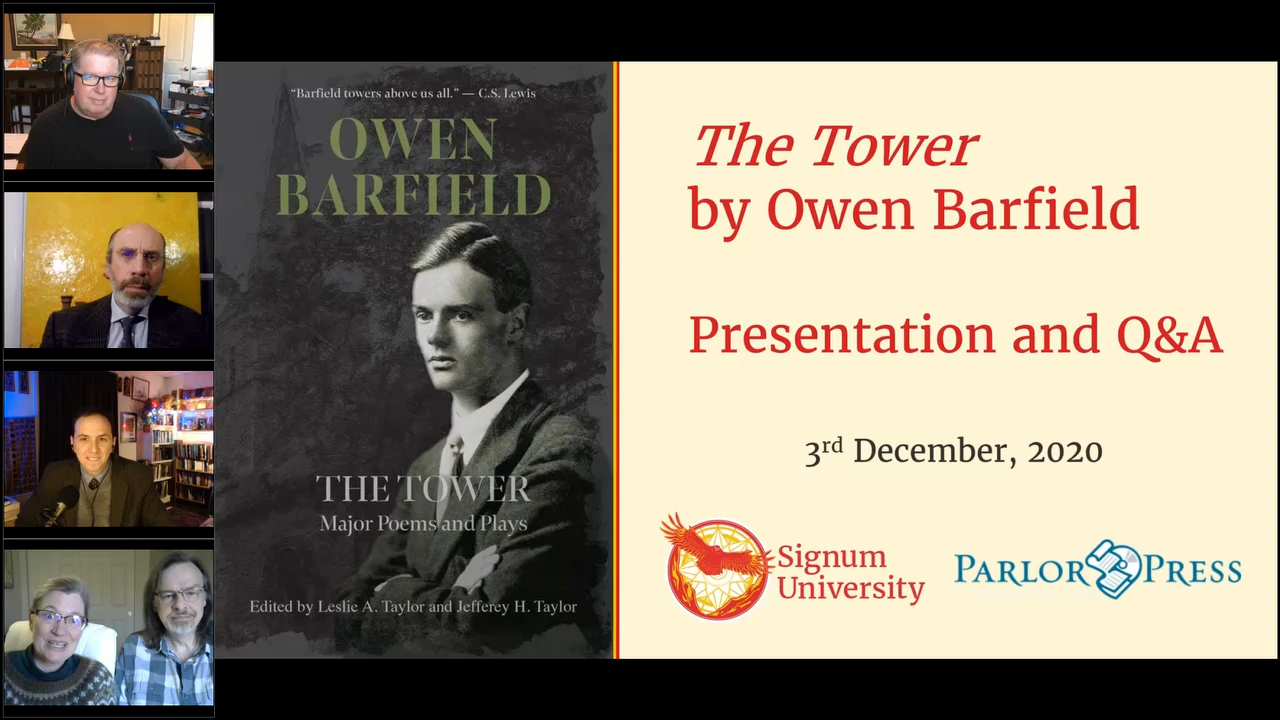 “Barfield towers above us all.” — C.S. Lewis
OWEN
BARFIELD
THE TOWER
Major Poems and Plays
Edited by Leslie A. Taylor and Jefferey H. Taylor
The Tower
by Owen Barfield
Presentation and Q&A
3rd December, 2020
Signum
University
PARLOR PRESS